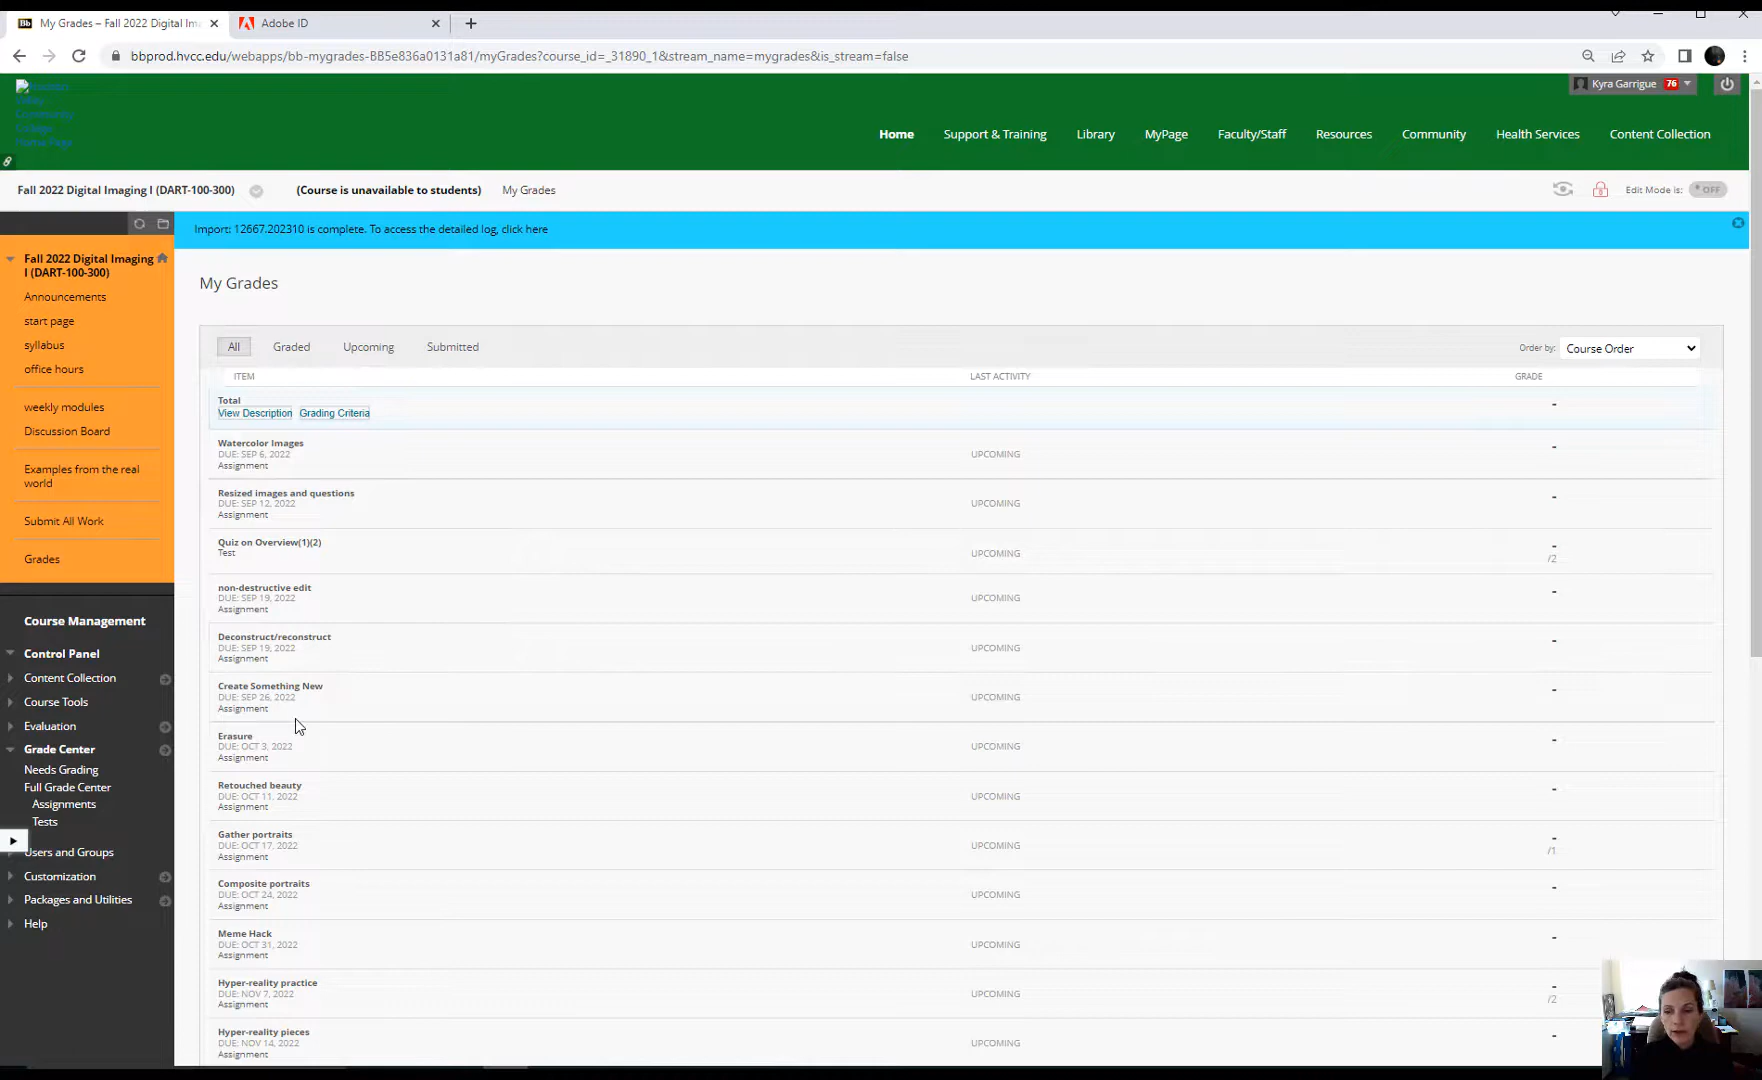 My Grades – Fall 2022 Digital Im
Adobe ID
bbprod.hvcc.edu/webapps/bb-mygrades-BB5e836a0131a81/myGrades?course_id=_31890_1&stream_name=mygrades&is_stream=false
Kyra Garrigue 76
Home Support & Training Library MyPage Faculty/Staff Resources Community Health Services Content Collection
Fall 2022 Digital Imaging I (DART-100-300) (Course is unavailable to students) My Grades Edit Mode is: OFF
Import: 12667.202310 is complete. To access the detailed log, click here
Fall 2022 Digital Imaging
I (DART-100-300)
Announcements
start page
syllabus
office hours
weekly modules
Discussion Board
Examples from the real
world
Submit All Work
Grades
Course Management
Control Panel
Content Collection
Course Tools
Evaluation
Grade Center
Needs Grading
Full Grade Center
Assignments
Tests
Users and Groups
Customization
Packages and Utilities
Help
My Grades
All Graded Upcoming Submitted Order by: Course Order
ITEM LAST ACTIVITY GRADE
Total -
View Description Grading Criteria
Watercolor Images -
DUE: SEP 6, 2022 UPCOMING
Assignment
Resized images and questions -
DUE: SEP 12, 2022 UPCOMING
Assignment
Quiz on Overview(1)(2) -
Test UPCOMING /2
non-destructive edit -
DUE: SEP 19, 2022 UPCOMING
Assignment
Deconstruct/reconstruct -
DUE: SEP 19, 2022 UPCOMING
Assignment
Create Something New -
DUE: SEP 26, 2022 UPCOMING
Assignment
Erasure -
DUE: OCT 3, 2022 UPCOMING
Assignment
Retouched beauty -
DUE: OCT 11, 2022 UPCOMING
Assignment
Gather portraits -
DUE: OCT 17, 2022 UPCOMING /1
Assignment
Composite portraits -
DUE: OCT 24, 2022 UPCOMING
Assignment
Meme Hack -
DUE: OCT 31, 2022 UPCOMING
Assignment
Hyper-reality practice -
DUE: NOV 7, 2022 UPCOMING /2
Assignment
Hyper-reality pieces -
DUE: NOV 14, 2022 UPCOMING
Assignment